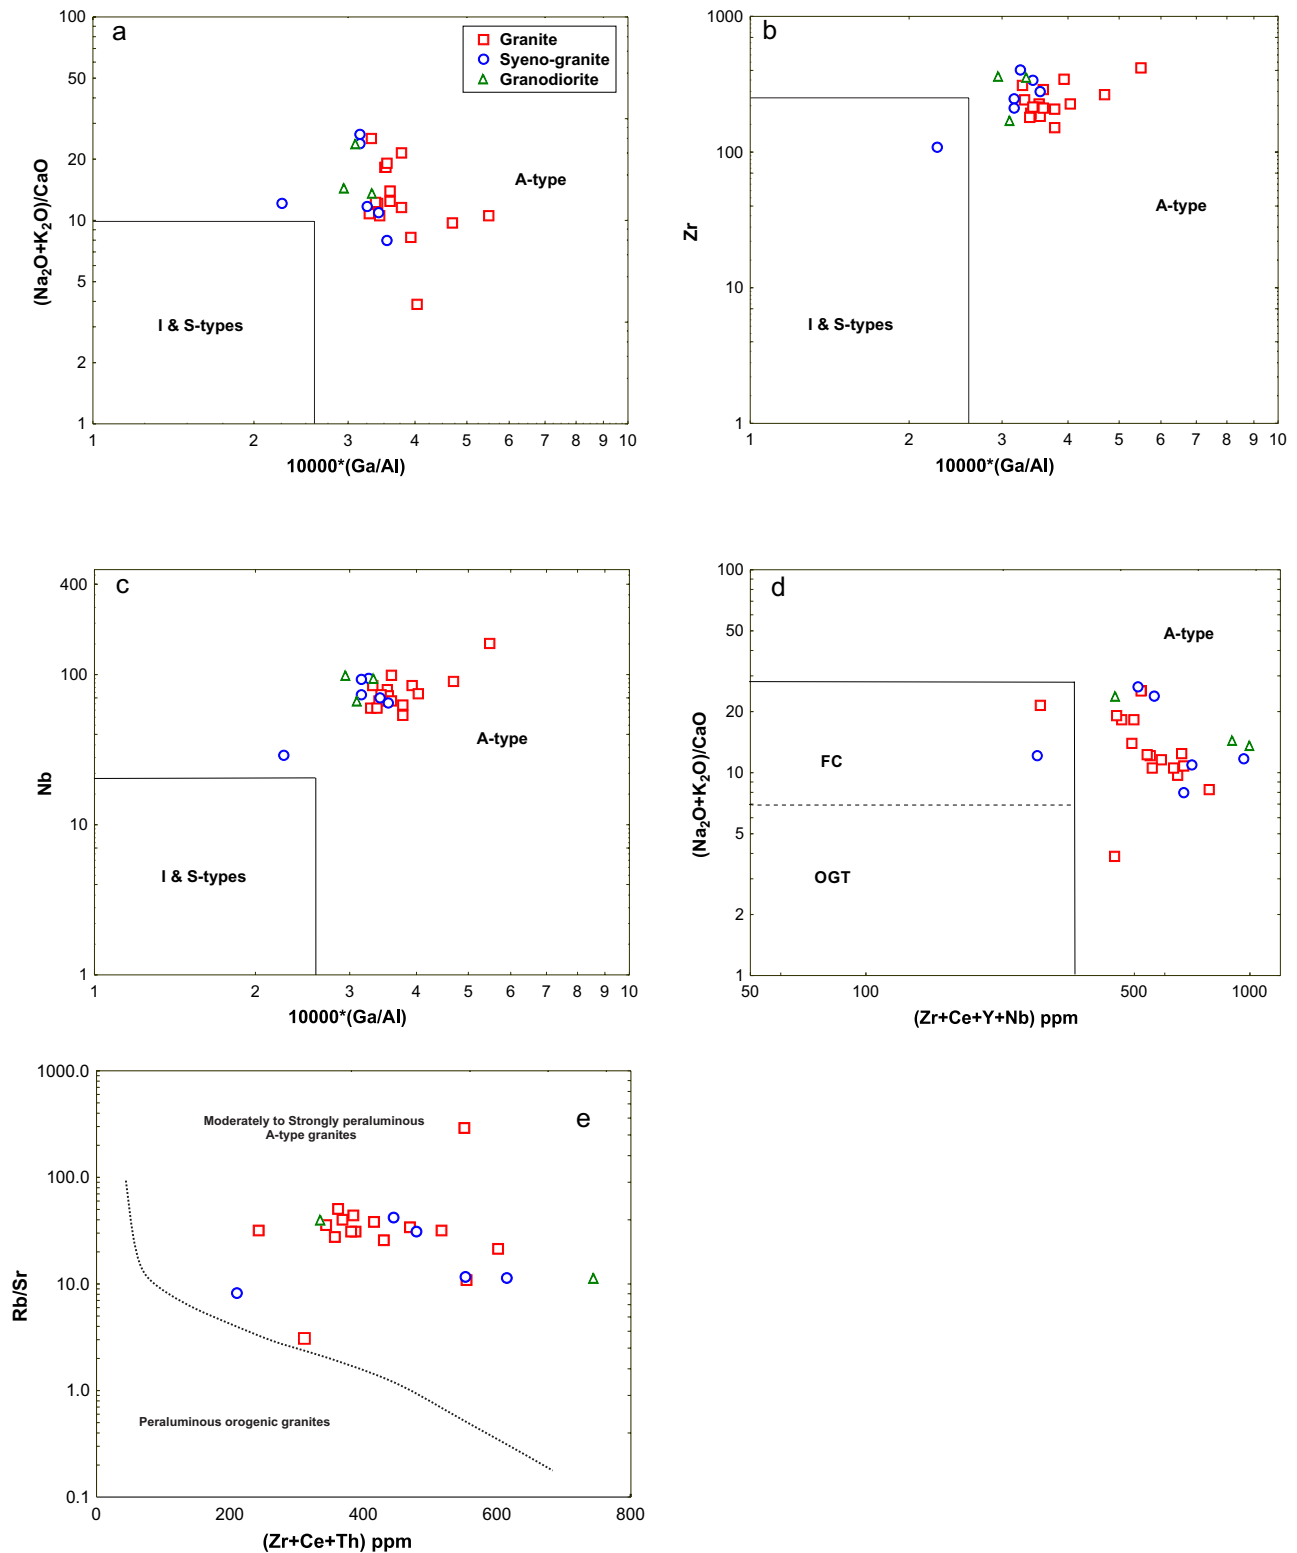 a
Granite
Syeno-granite
Granodiorite
A-type
I & S-types
(Na₂O+K₂O)/CaO
100
50
20
10
5
2
1
1 2 3 4 5 6 7 8 9 10
10000*(Ga/Al)
b
A-type
I & S-types
Zr
1000
400
100
10
1
1 2 3 4 5 6 7 8 9 10
10000*(Ga/Al)
c
A-type
I & S-types
Nb
400
100
10
1
1 2 3 4 5 6 7 8 9 10
10000*(Ga/Al)
d
A-type
FC
OGT
(Na₂O+K₂O)/CaO
100
50
20
10
5
2
1
50 100 500 1000
(Zr+Ce+Y+Nb) ppm
e
Moderately to Strongly peraluminous
A-type granites
Peraluminous orogenic granites
Rb/Sr
1000.0
100.0
10.0
1.0
0.1
0 200 400 600 800
(Zr+Ce+Th) ppm